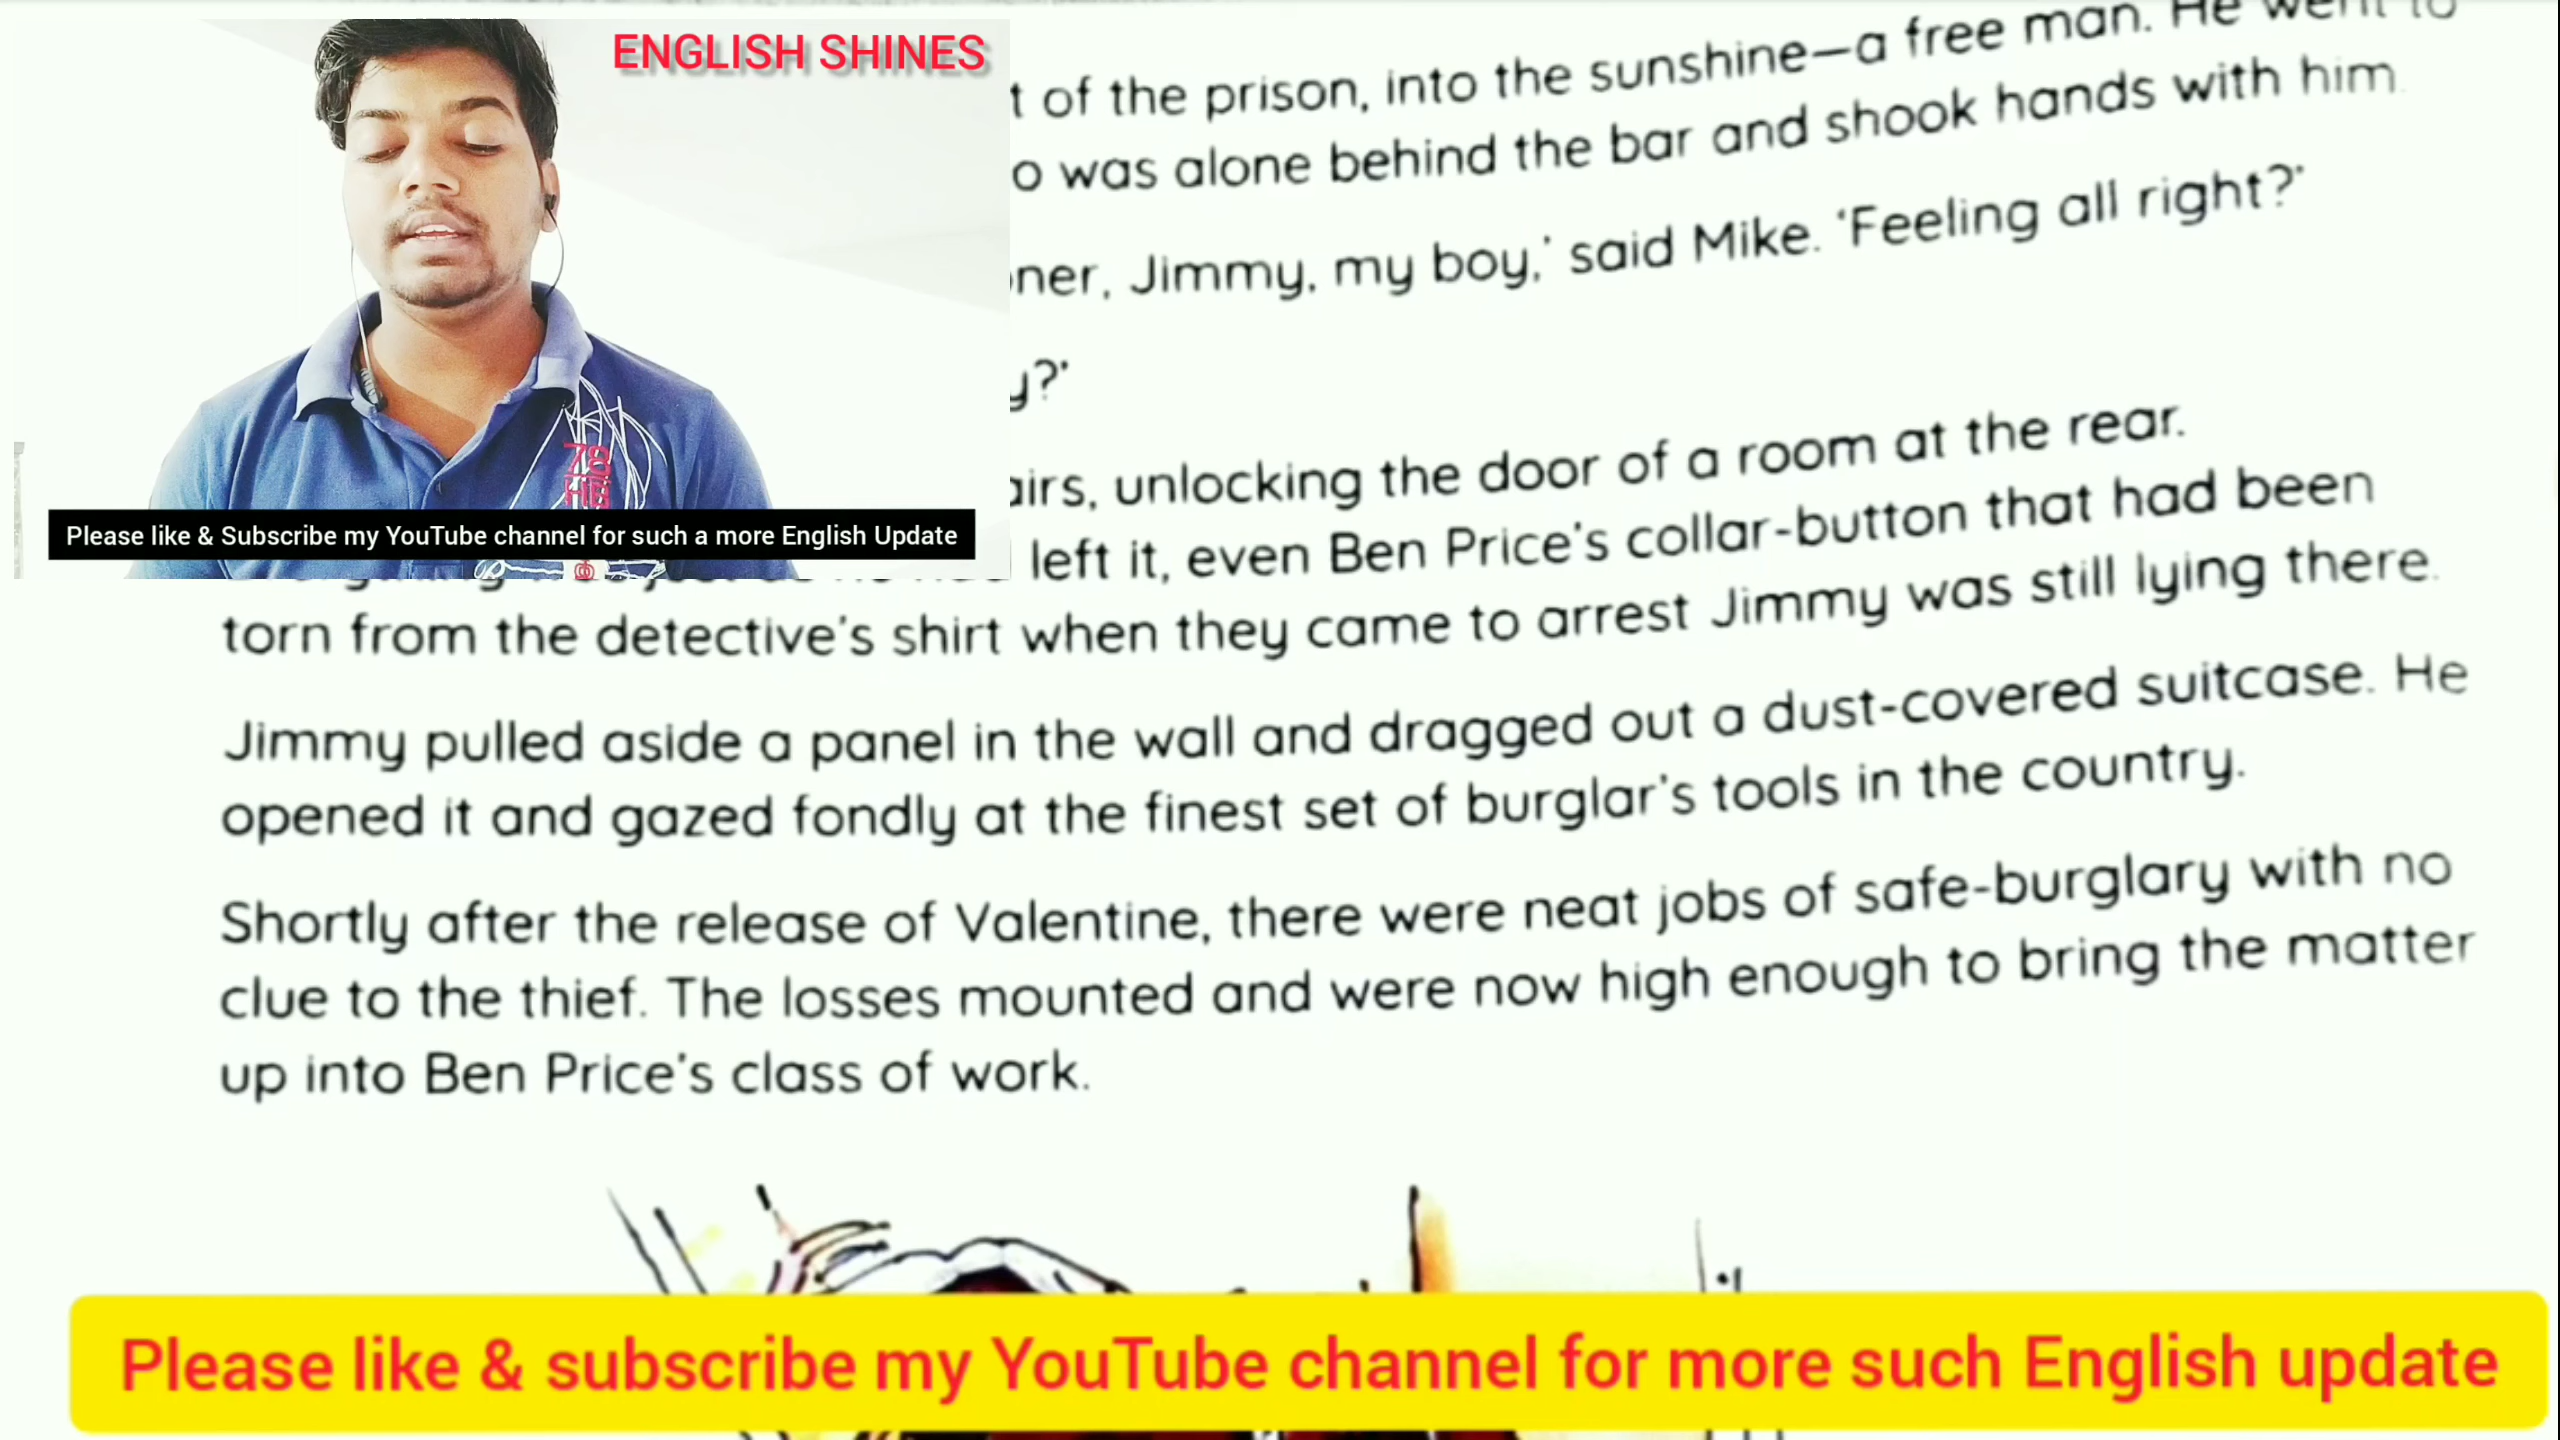 ENGLISH SHINES
Please like & Subscribe my YouTube channel for such a more English Update
of the prison, into the sunshine—a free man. He went to
was alone behind the bar and shook hands with him.
Jimmy, my boy,’ said Mike. ‘Feeling all right?’
unlocking the door of a room at the rear.
left it, even Ben Price’s collar-button that had been
torn from the detective’s shirt when they came to arrest Jimmy was still lying there.
Jimmy pulled aside a panel in the wall and dragged out a dust-covered suitcase. He
opened it and gazed fondly at the finest set of burglar’s tools in the country.
Shortly after the release of Valentine, there were neat jobs of safe-burglary with no
clue to the thief. The losses mounted and were now high enough to bring the matter
up into Ben Price’s class of work.
Please like & subscribe my YouTube channel for more such English update